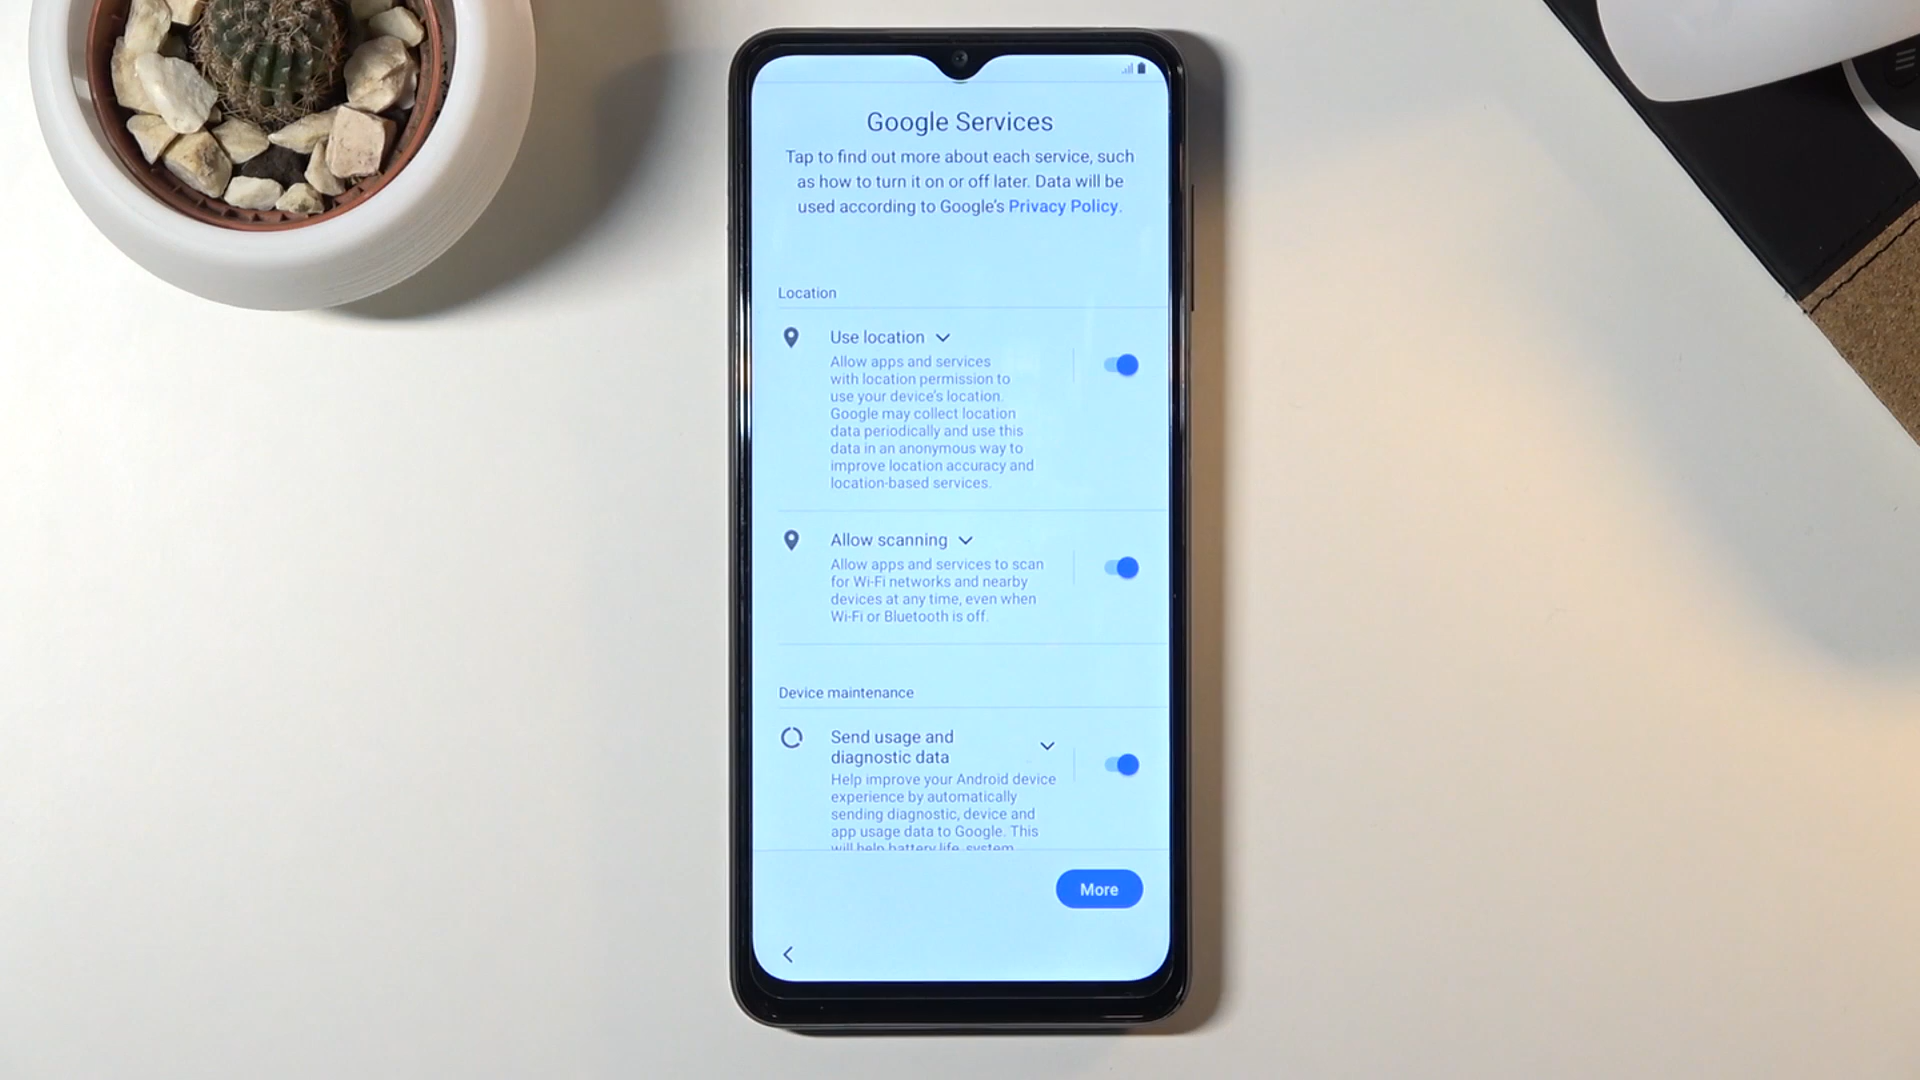 Google Services
Tap to find out more about each service, such
as how to turn it on or off later. Data will be
used according to Google's Privacy Policy.
Location
Use location
Allow apps and services
with location permission to
use your device's location.
Google may collect location
data periodically and use this
data in an anonymous way to
improve location accuracy and
location-based services.
Allow scanning
Allow apps and services to scan
for Wi-Fi networks and nearby
devices at any time, even when
Wi-Fi or Bluetooth is off.
Device maintenance
Send usage and
diagnostic data
Help improve your Android device
experience by automatically
sending diagnostic, device and
app usage data to Google. This
will help battery life, system
More